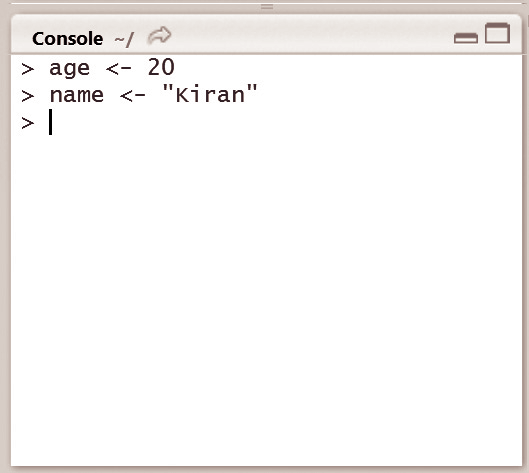 Console ~/
> age <- 20
> name <- "Kiran"
>